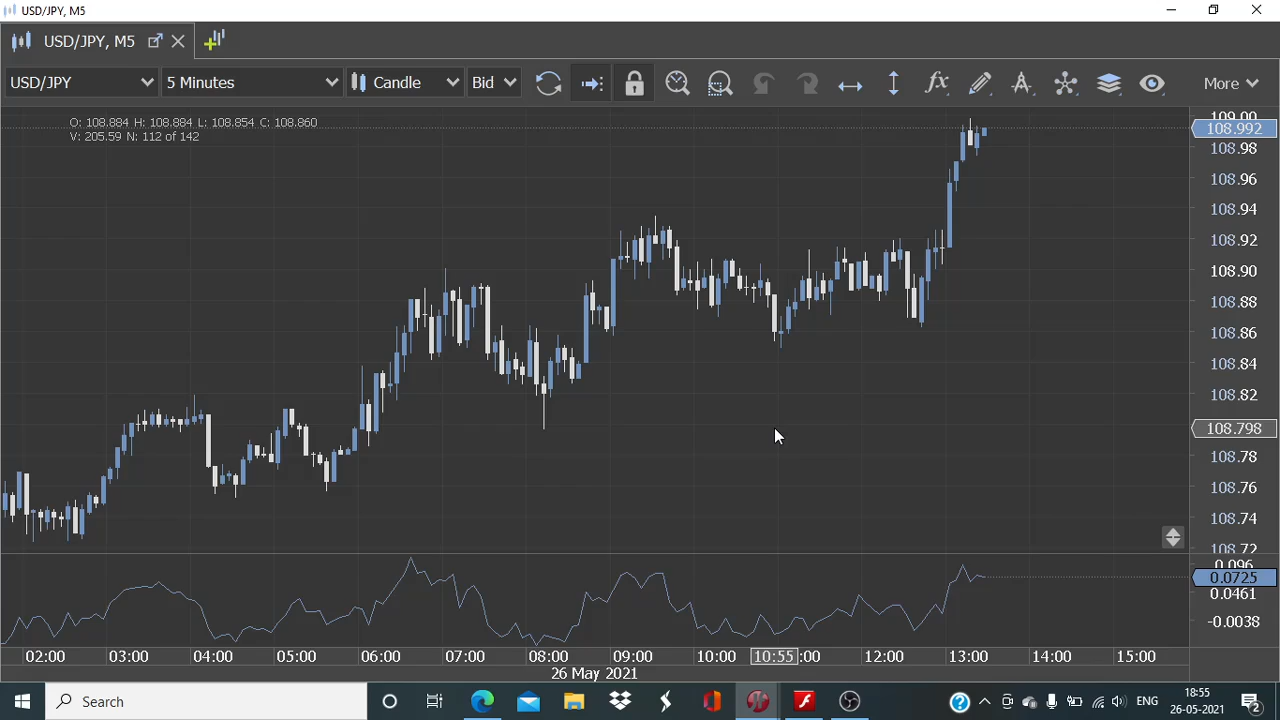 USD/JPY, M5
USD/JPY, M5
USD/JPY 5 Minutes Candle Bid More
O: 108.884 H: 108.884 L: 108.854 C: 108.860
V: 205.59 N: 112 of 142
109.00
108.992
108.98
108.96
108.94
108.92
108.90
108.88
108.86
108.84
108.82
108.798
108.78
108.76
108.74
108.72
0.096
0.0725
0.0461
-0.0038
02:00 03:00 04:00 05:00 06:00 07:00 08:00 09:00 10:00 10:55 :00 12:00 13:00 14:00 15:00
26 May 2021
Search
ENG
18:55
26-05-2021
2